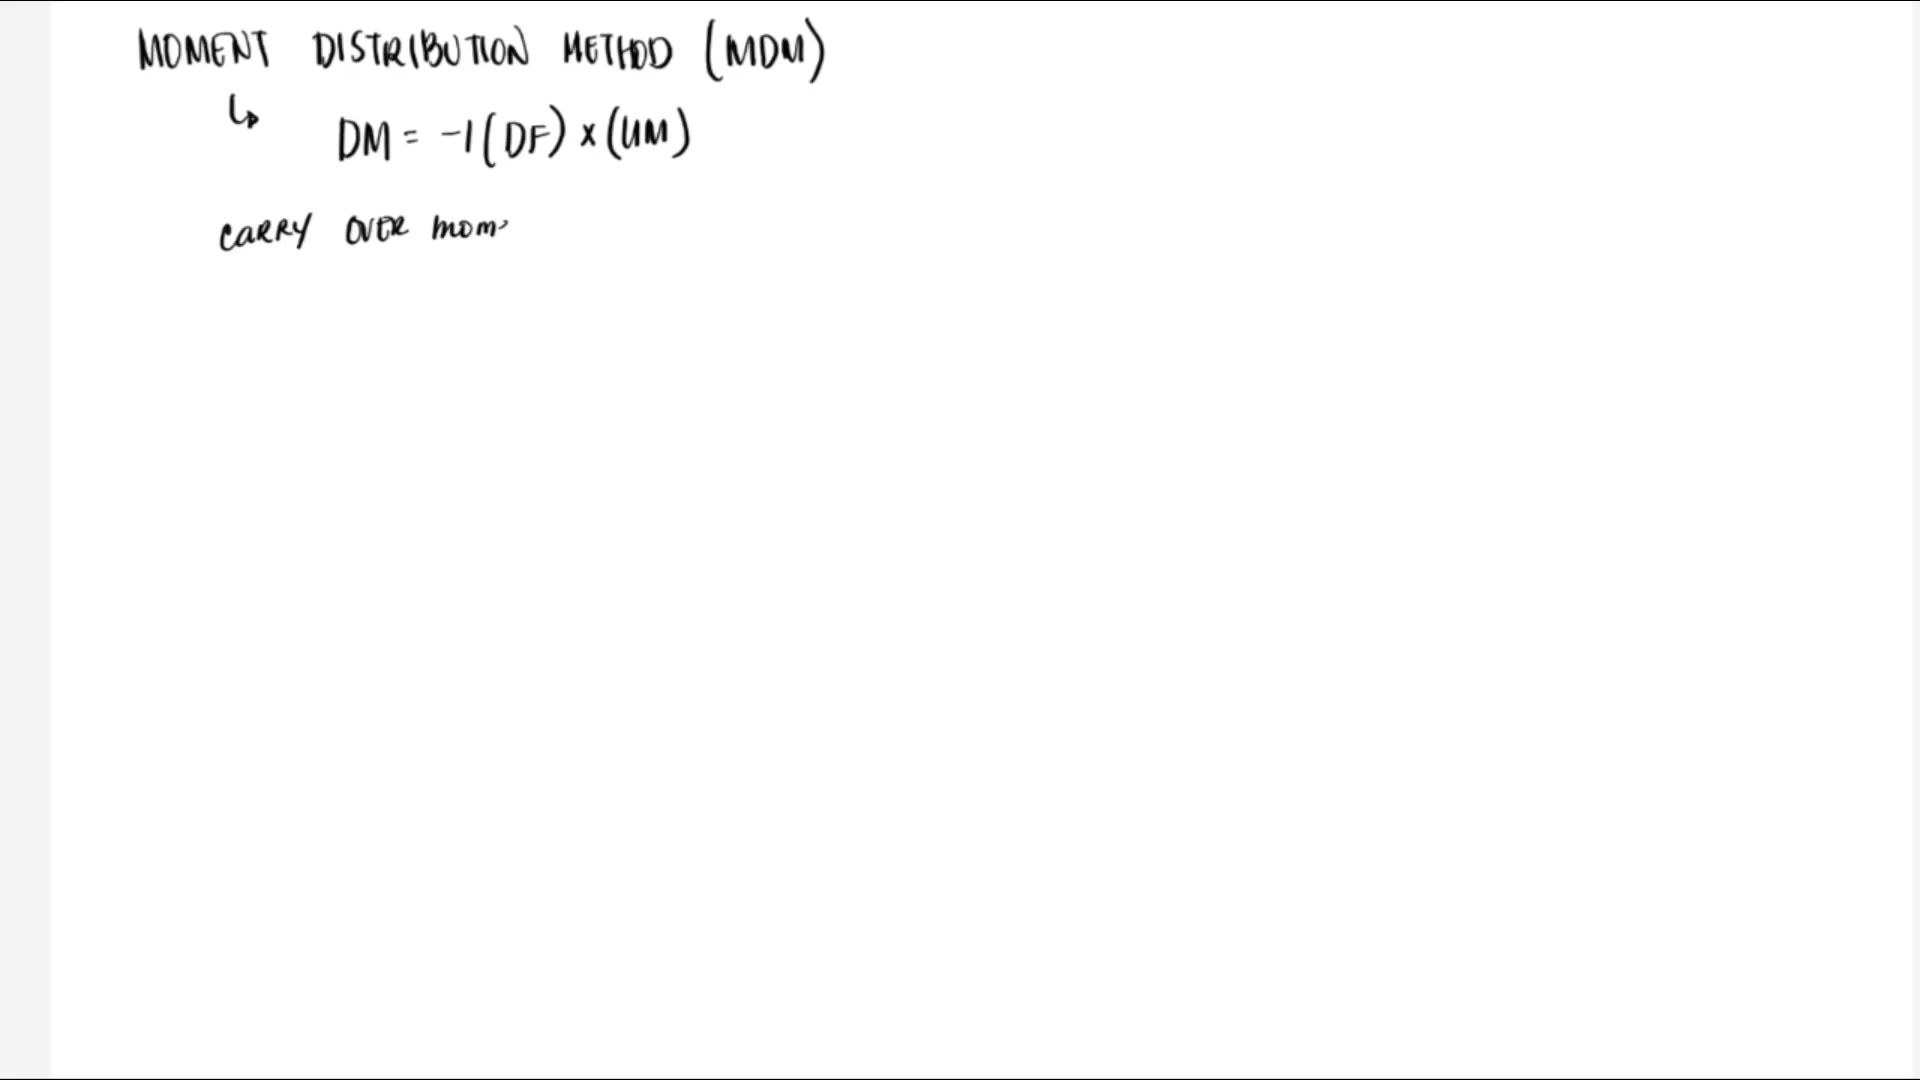 MOMENT DISTRIBUTION METHOD (MDM)
↳ DM = -1(DF) x (UM)
CARRY OVER mom